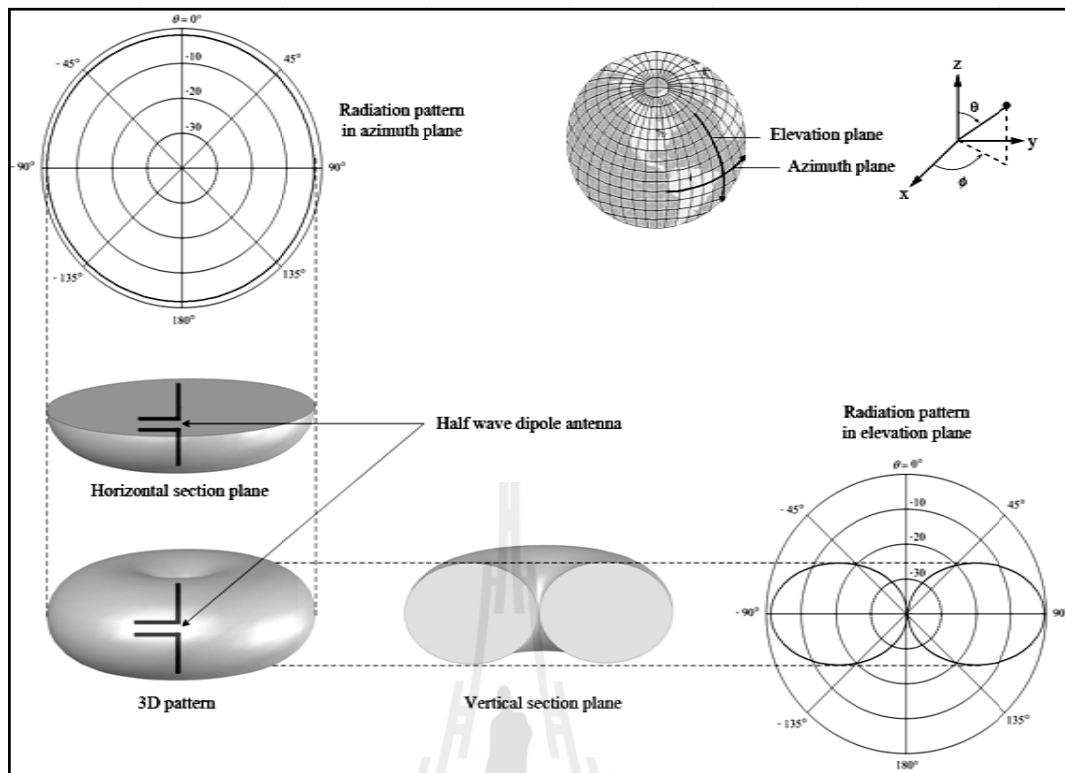 θ = 0°
- 45°
45°
-10
-20
-30
- 90°
90°
- 135°
135°
180°
Radiation pattern
in azimuth plane
Elevation plane
Azimuth plane
z
θ
y
x
ϕ
Half wave dipole antenna
Horizontal section plane
3D pattern
Vertical section plane
Radiation pattern
in elevation plane
θ = 0°
- 45°
45°
-10
-20
-30
- 90°
90°
- 135°
135°
180°